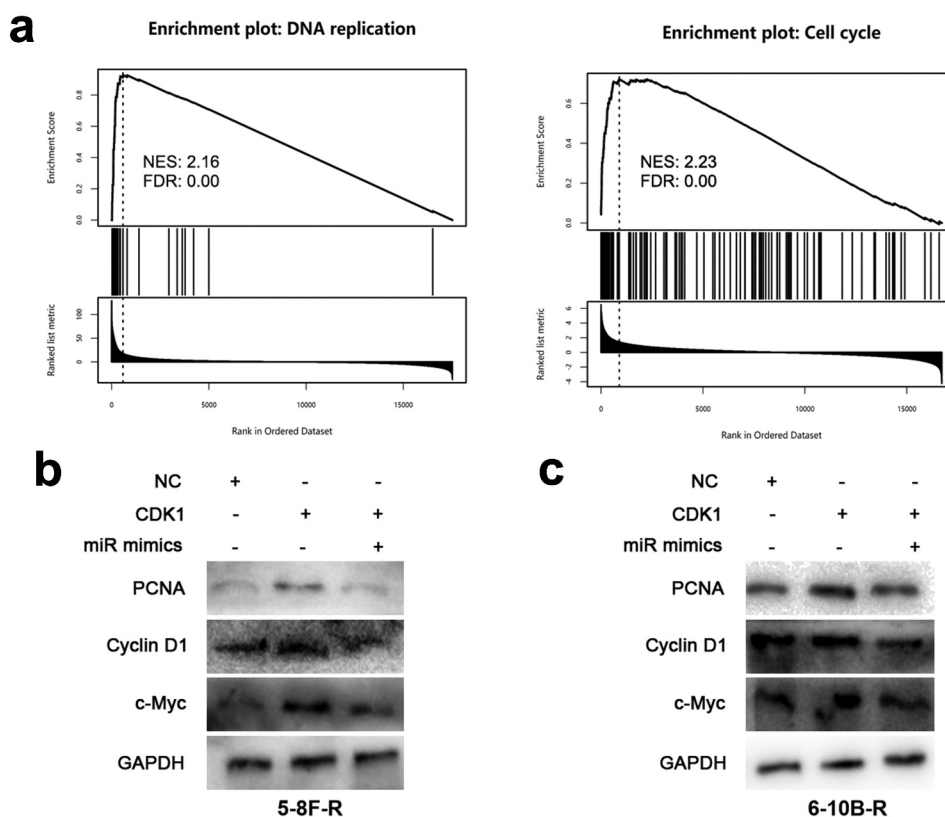 a
Enrichment plot: DNA replication
Enrichment Score
0.0 0.2 0.4 0.6 0.8
NES: 2.16
FDR: 0.00
Ranked list metric
0 50 100
0 5000 10000 15000
Rank in Ordered Dataset
Enrichment plot: Cell cycle
Enrichment Score
0.0 0.2 0.4 0.6
NES: 2.23
FDR: 0.00
Ranked list metric
-4 -2 0 2 4 6
0 5000 10000 15000
Rank in Ordered Dataset
b
NC + - -
CDK1 - + +
miR mimics - - +
PCNA
Cyclin D1
c-Myc
GAPDH
5-8F-R
c
NC + - -
CDK1 - + +
miR mimics - - +
PCNA
Cyclin D1
c-Myc
GAPDH
6-10B-R